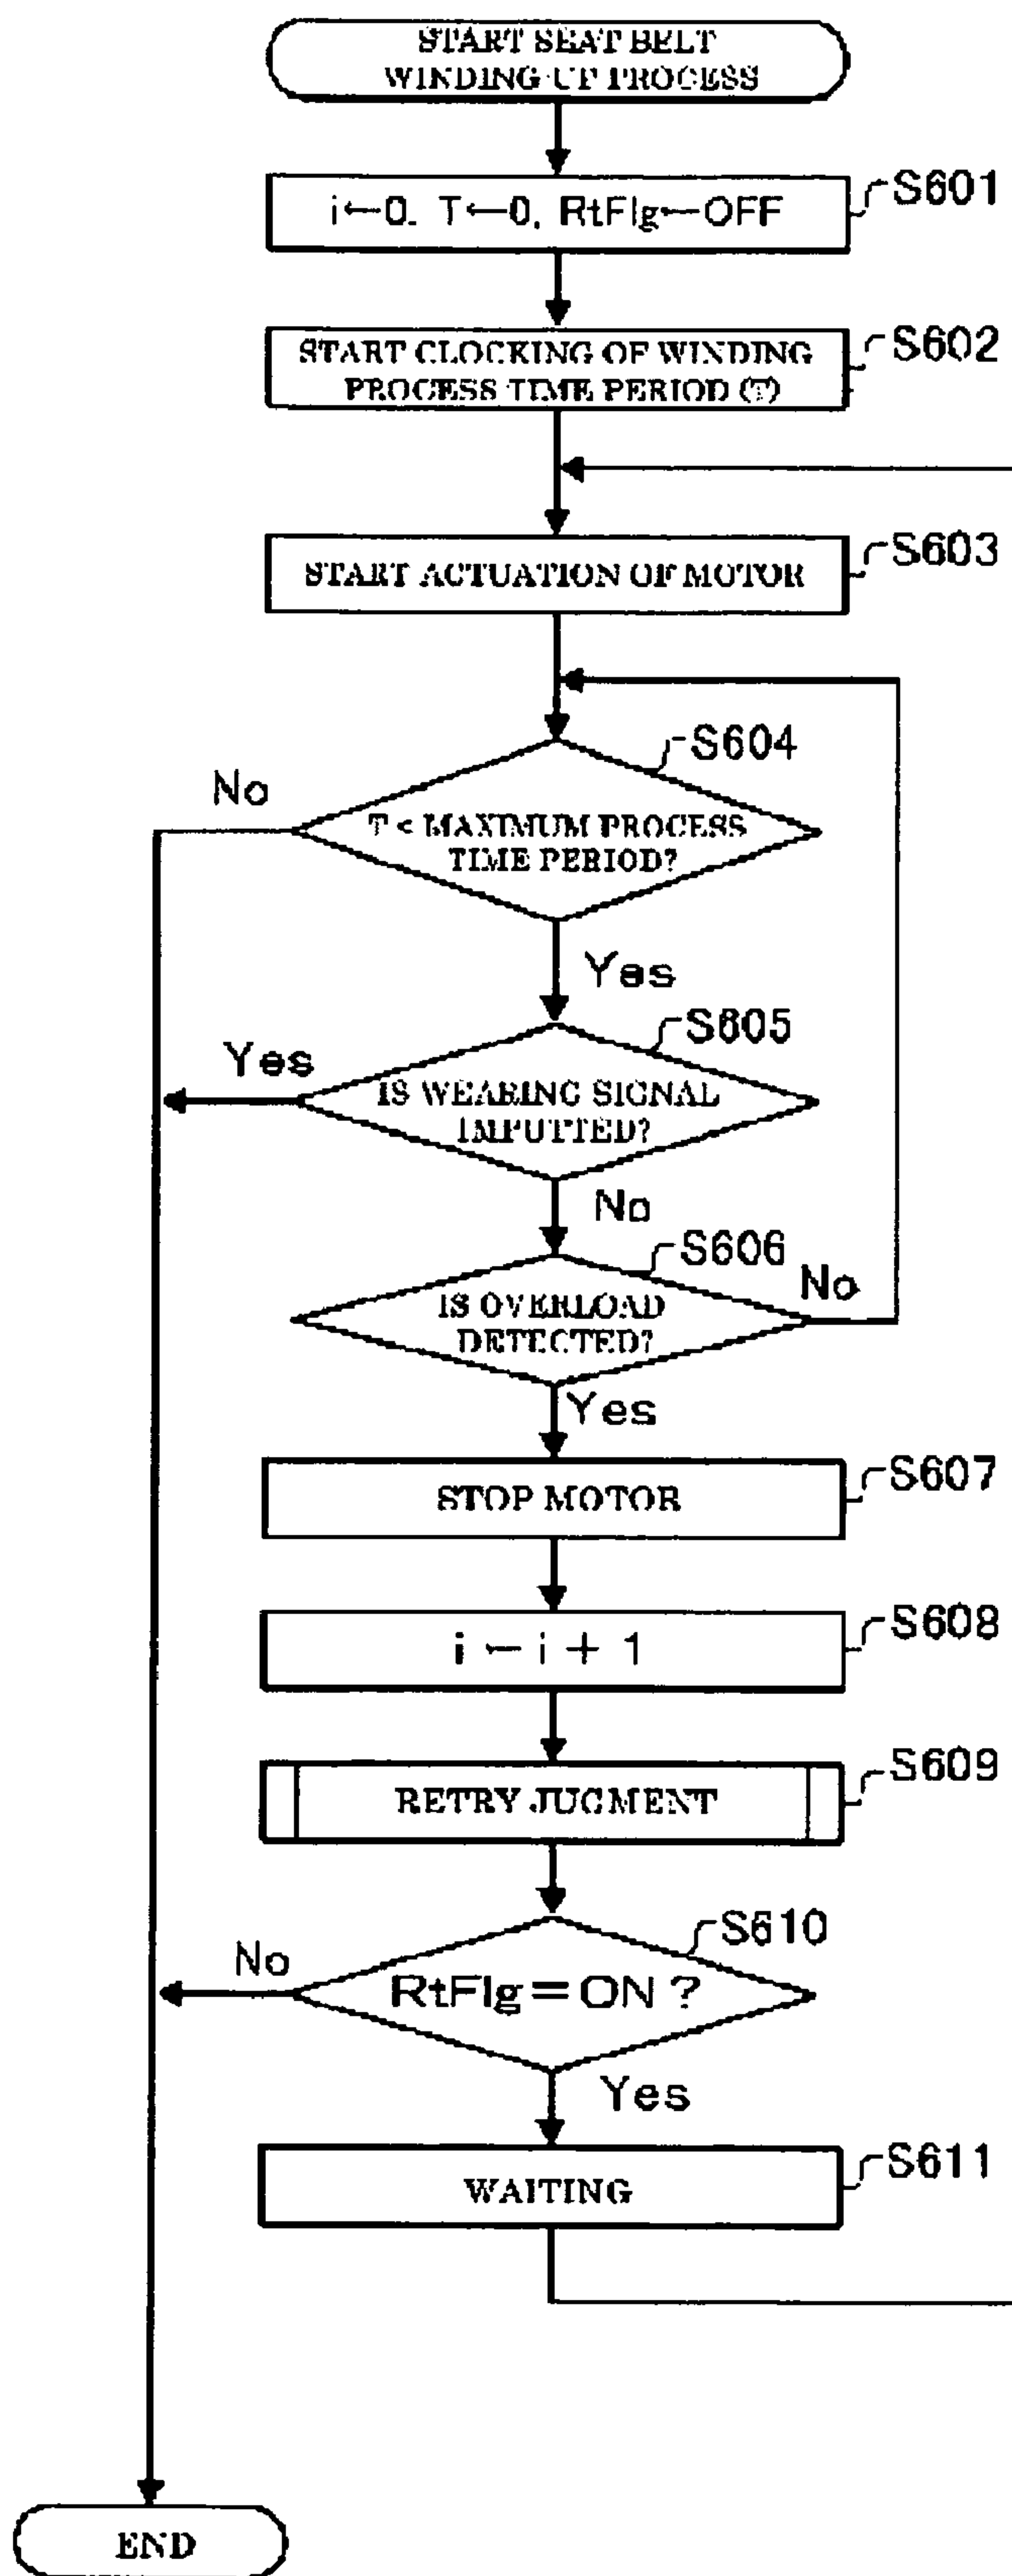 START SEAT BELT
WINDING UP PROCESS
i←0. T←0, RtFlg←OFF
S601
START CLOCKING OF WINDING
PROCESS TIME PERIOD (T)
S602
START ACTUATION OF MOTOR
S603
S604
No
T < MAXIMUM PROCESS
TIME PERIOD?
Yes
S605
Yes
IS WEARING SIGNAL
IMPUTTED?
No
S606
No
IS OVERLOAD
DETECTED?
Yes
STOP MOTOR
S607
i ← i + 1
S608
RETRY JUGMENT
S609
S610
No
RtFlg = ON ?
Yes
WAITING
S611
END